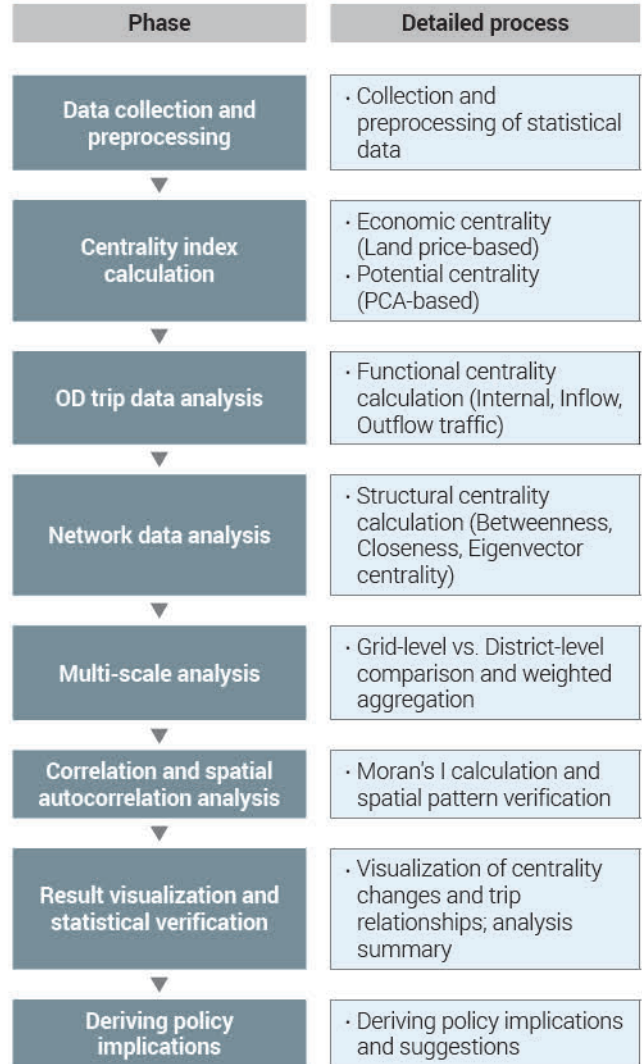 Phase
Detailed process
Data collection and
preprocessing
· Collection and
preprocessing of statistical
data
Centrality index
calculation
· Economic centrality
(Land price-based)
· Potential centrality
(PCA-based)
OD trip data analysis
· Functional centrality
calculation (Internal, Inflow,
Outflow traffic)
Network data analysis
· Structural centrality
calculation (Betweenness,
Closeness, Eigenvector
centrality)
Multi-scale analysis
· Grid-level vs. District-level
comparison and weighted
aggregation
Correlation and spatial
autocorrelation analysis
· Moran's I calculation and
spatial pattern verification
Result visualization and
statistical verification
· Visualization of centrality
changes and trip
relationships; analysis
summary
Deriving policy
implications
· Deriving policy implications
and suggestions